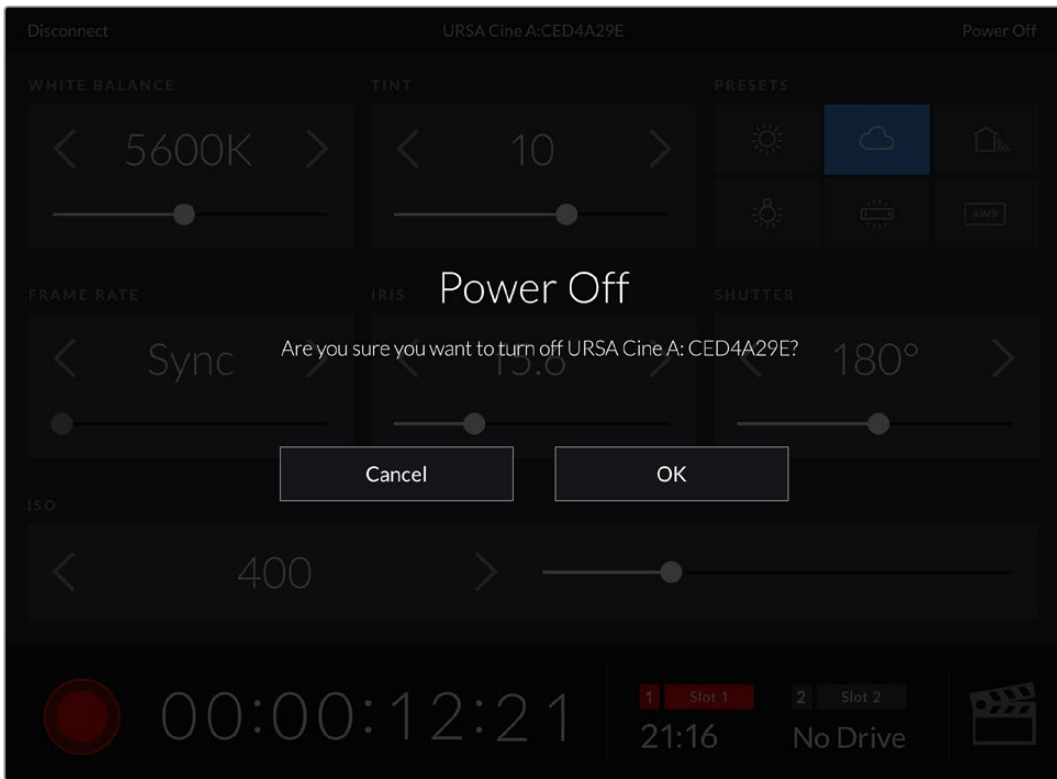 Disconnect URSA Cine A:CED4A29E Power Off
WHITE BALANCE TINT PRESETS
5600K 10
AWB
Power Off
FRAME RATE IRIS SHUTTER
Are you sure you want to turn off URSA Cine A: CED4A29E?
Sync f5.6 180°
Cancel OK
ISO
400
00:00:12:21
1 Slot 1 2 Slot 2
21:16 No Drive